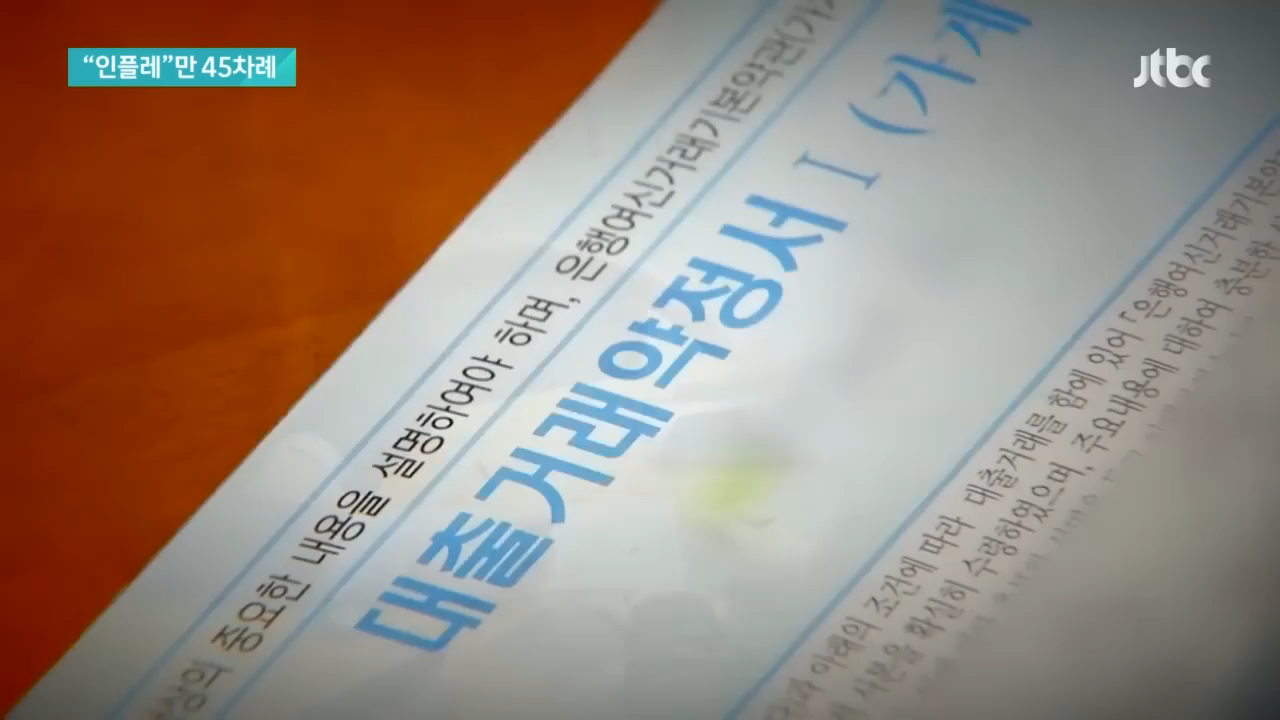 “인플레”만 45차례
jtbc
중요한 내용을 설명하여야 하며, 은행여신거래기본약관(가계
대출거래약정서 I (가계
아래의 조건에 따라 대출거래를 함에 있어 「은행여신거래기본약
사본을 확실히 수령하였으며, 주요내용에 대하여 충분한